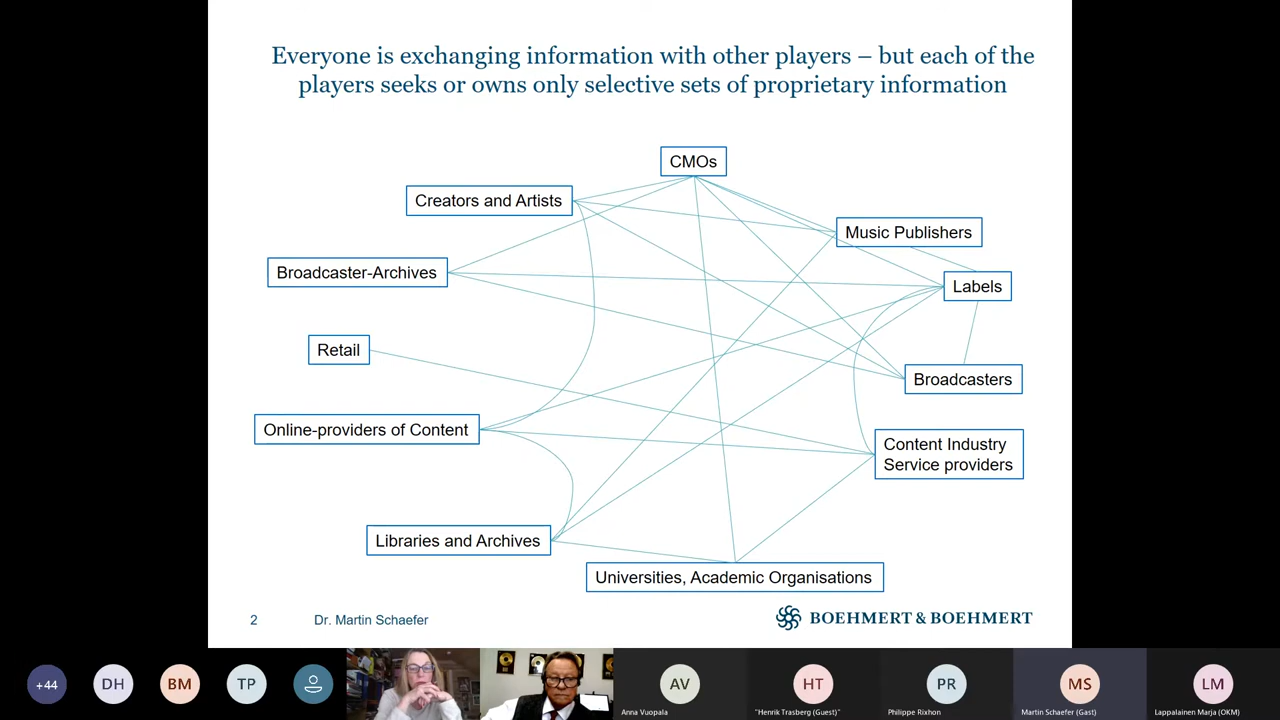 Everyone is exchanging information with other players – but each of the
players seeks or owns only selective sets of proprietary information
CMOs
Creators and Artists
Music Publishers
Broadcaster-Archives
Labels
Retail
Broadcasters
Online-providers of Content
Content Industry
Service providers
Libraries and Archives
Universities, Academic Organisations
2
Dr. Martin Schaefer
BOEHMERT & BOEHMERT
+44
DH
BM
TP
AV
HT
PR
MS
LM
Anna Vuopala
"Henrik Trasberg (Guest)"
Philippe Rixhon
Martin Schaefer (Gast)
Lappalainen Marja (OKM)